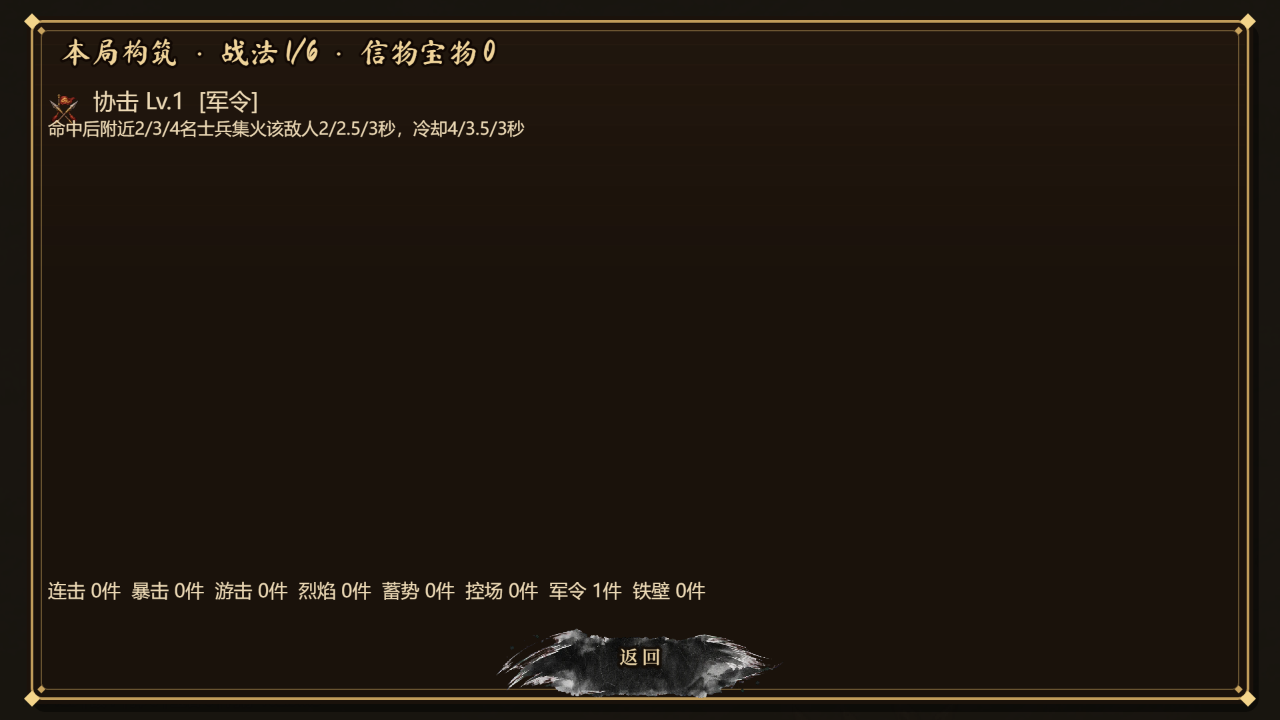 本局构筑 · 战法1/6 · 信物宝物0
协击 Lv.1 [军令]
命中后附近2/3/4名士兵集火该敌人2/2.5/3秒，冷却4/3.5/3秒
连击 0件 暴击 0件 游击 0件 烈焰 0件 蓄势 0件 控场 0件 军令 1件 铁壁 0件
返回